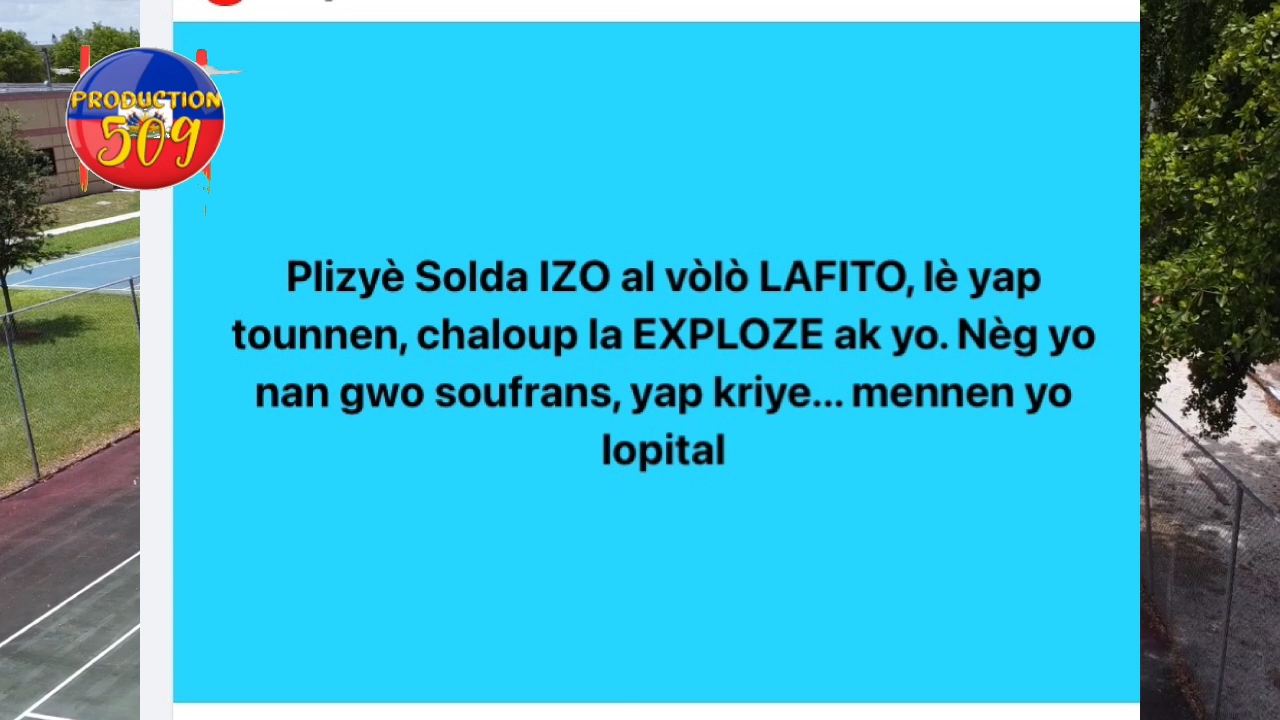 PRODUCTION
509
Plizyè Solda IZO al vòlò LAFITO, lè yap
tounnen, chaloup la EXPLOZE ak yo. Nèg yo
nan gwo soufrans, yap kriye... mennen yo
lopital